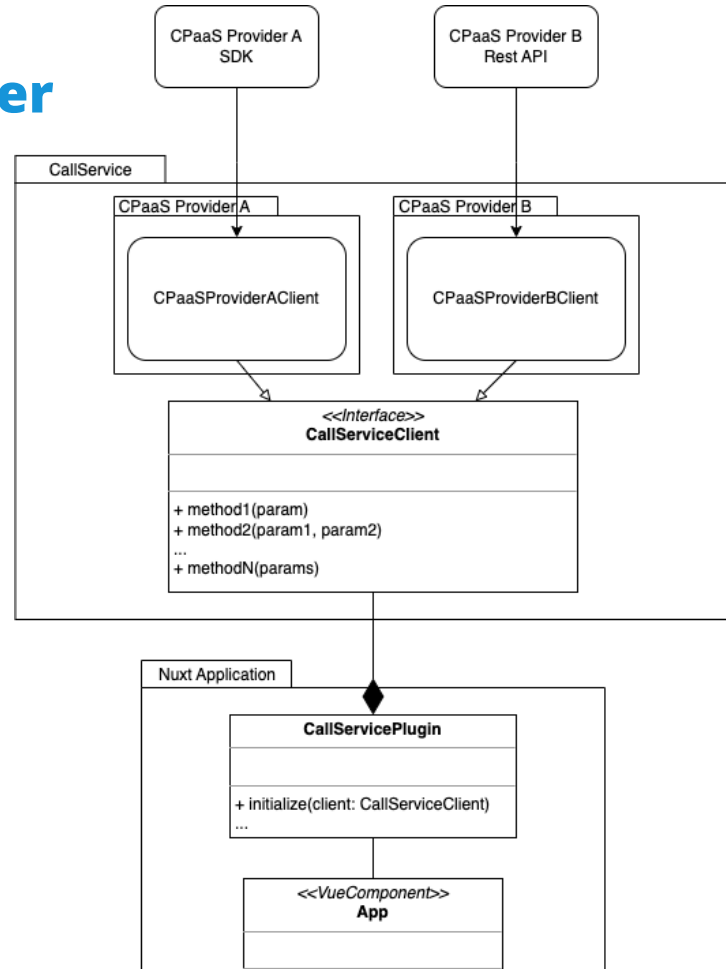 CPaaS Provider A
SDK
CPaaS Provider B
Rest API
er
CallService
CPaaS Provider A
CPaaS Provider B
CPaaSProviderAClient
CPaaSProviderBClient
<<Interface>>
CallServiceClient
+ method1(param)
+ method2(param1, param2)
...
+ methodN(params)
Nuxt Application
CallServicePlugin
+ initialize(client: CallServiceClient)
...
<<VueComponent>>
App